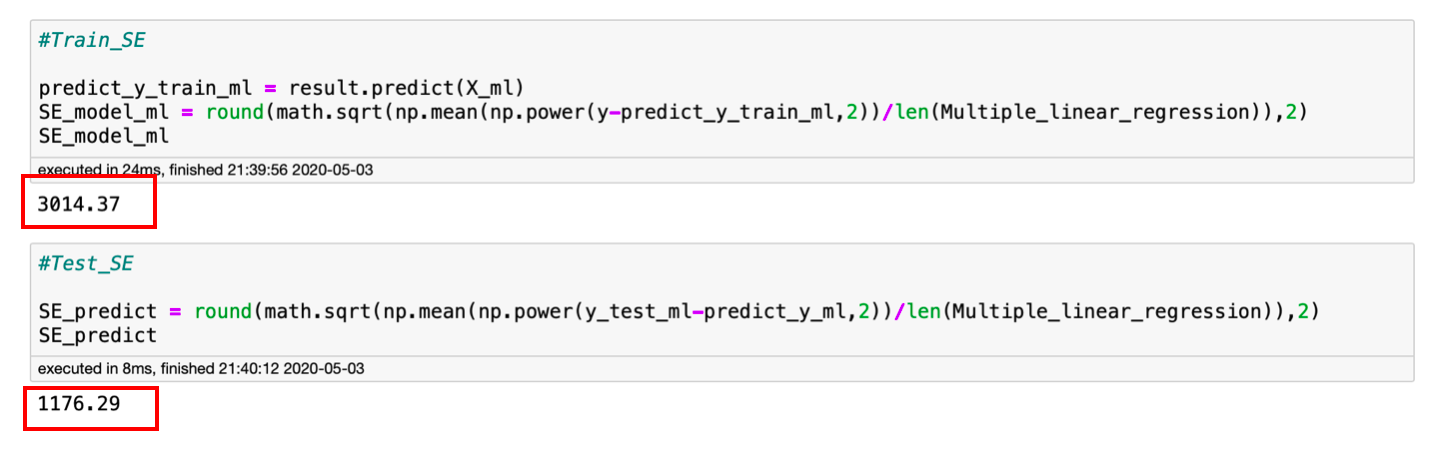 #Train_SE
predict_y_train_ml = result.predict(X_ml)
SE_model_ml = round(math.sqrt(np.mean(np.power(y-predict_y_train_ml,2))/len(Multiple_linear_regression)),2)
SE_model_ml
executed in 24ms, finished 21:39:56 2020-05-03
3014.37
#Test_SE
SE_predict = round(math.sqrt(np.mean(np.power(y_test_ml-predict_y_ml,2))/len(Multiple_linear_regression)),2)
SE_predict
executed in 8ms, finished 21:40:12 2020-05-03
1176.29